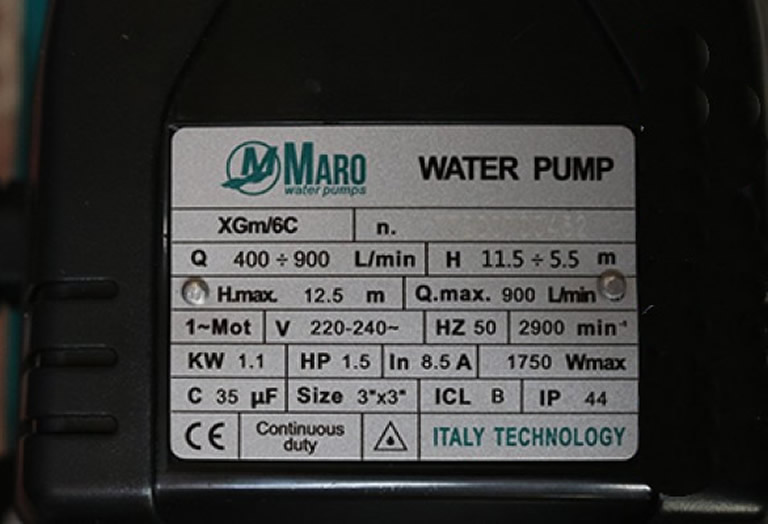 MARO
water pumps
WATER PUMP
XGm/6C n.
Q 400 ÷ 900 L/min H 11.5 ÷ 5.5 m
H.max. 12.5 m Q.max. 900 L/min
1~Mot V 220-240~ HZ 50 2900 min⁻¹
KW 1.1 HP 1.5 In 8.5 A 1750 Wmax
C 35 µF Size 3"x3" ICL B IP 44
CE Continuous
duty
ITALY TECHNOLOGY